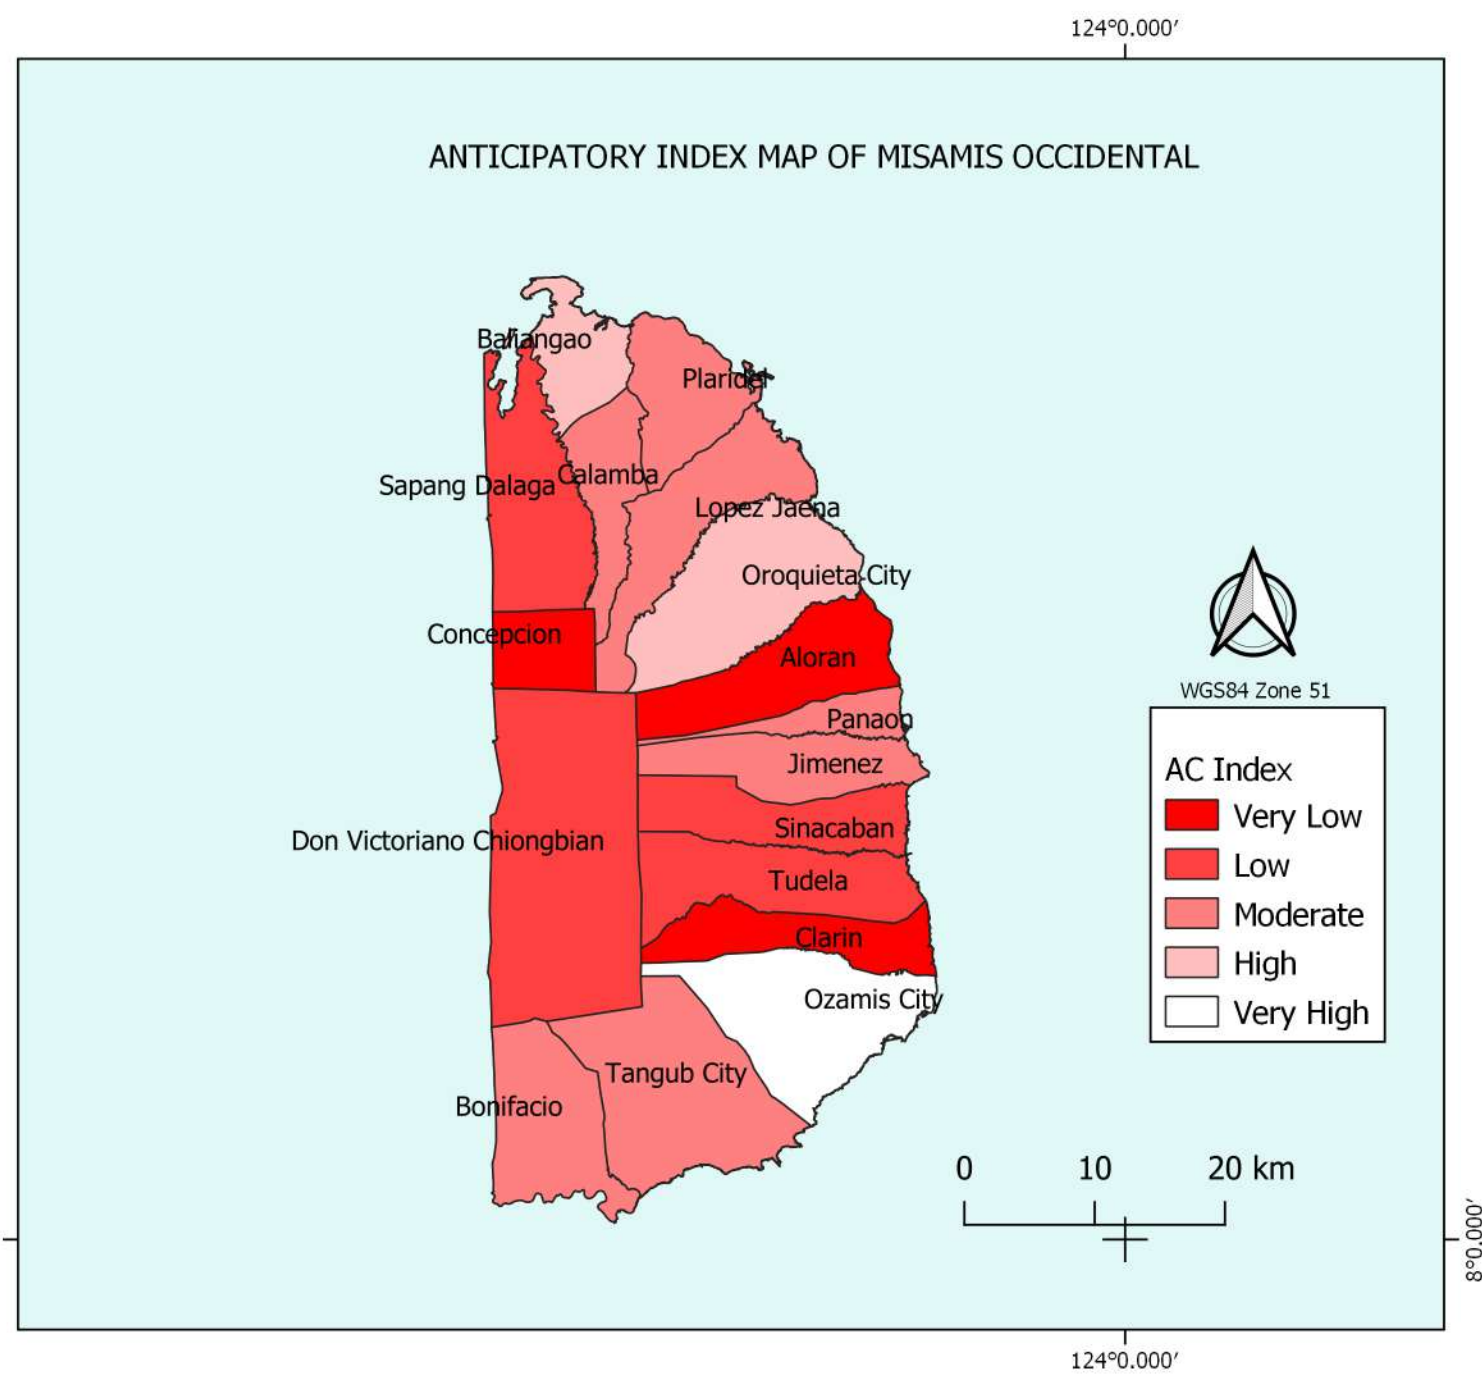 124°0.000′
ANTICIPATORY INDEX MAP OF MISAMIS OCCIDENTAL
Baliangao
Plaridel
Calamba
Sapang Dalaga
Lopez Jaena
Oroquieta City
Concepcion
Aloran
WGS84 Zone 51
Panaon
Jimenez
AC Index
Very Low
Sinacaban
Don Victoriano Chiongbian
Low
Tudela
Moderate
Clarin
High
Ozamis City
Very High
Tangub City
Bonifacio
0 10 20 km
8°0.000′
124°0.000′